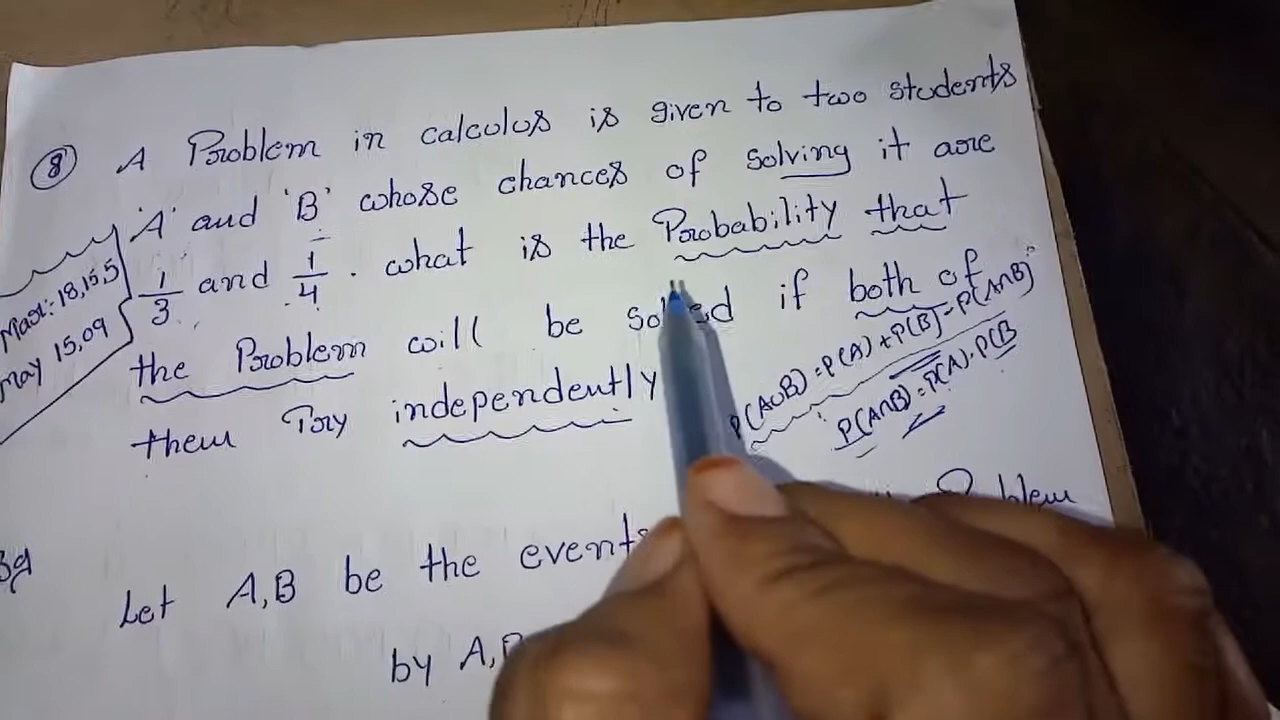 ⑧ A Problem in calculus is given to two students
'A' and 'B' whose chances of solving it are
1/3 and 1/4. what is the Probability that
the Problem will be solved if both of
them Try independently
Mar: 18,15,5
May 15,09
P(A∪B) = P(A) + P(B) - P(A∩B)
P(A∩B) = P(A).P(B
Let A,B be the events
by A,